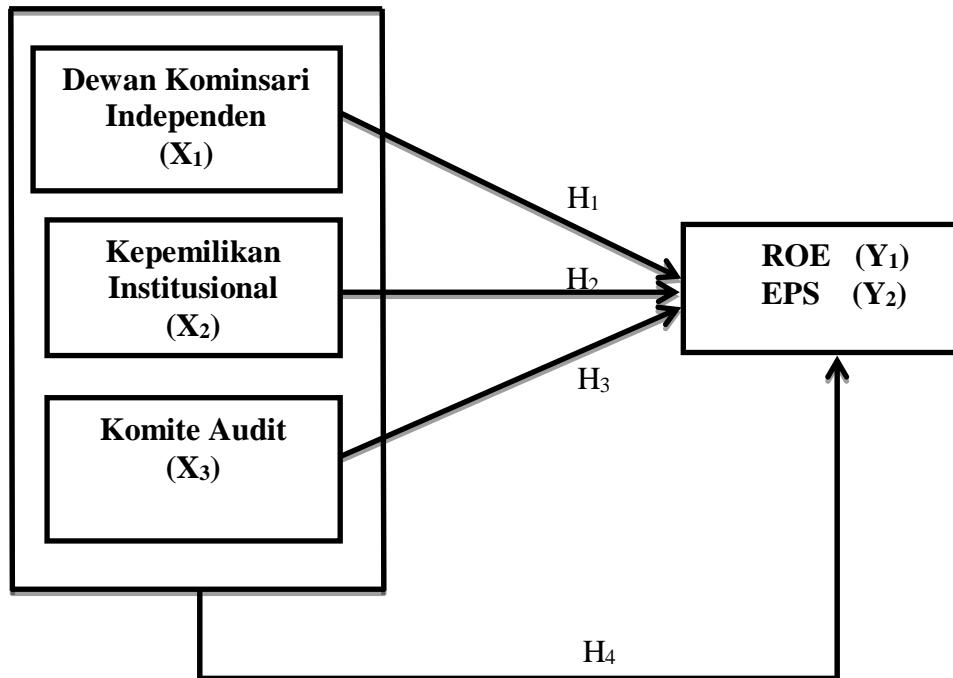 Dewan Kominsari
Independen
(X₁)
H₁
Kepemilikan
Institusional
(X₂)
H₂
ROE (Y₁)
EPS (Y₂)
H₃
Komite Audit
(X₃)
H₄